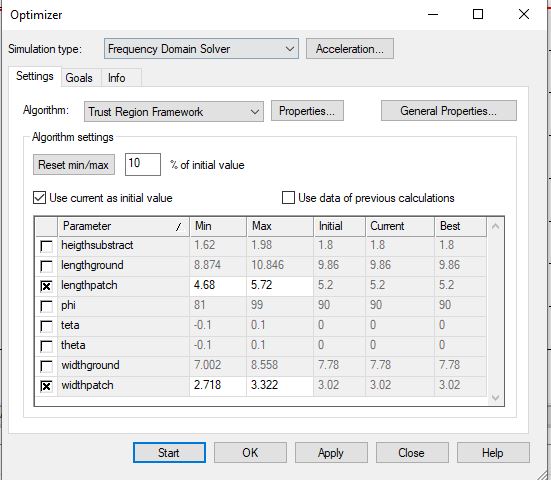 Optimizer
Simulation type: Frequency Domain Solver Acceleration...
Settings Goals Info
Algorithm: Trust Region Framework Properties... General Properties...
Algorithm settings
Reset min/max 10 % of initial value
Use current as initial value Use data of previous calculations
Parameter / Min Max Initial Current Best
heigthsubstract 1.62 1.98 1.8 1.8 1.8
lengthground 8.874 10.846 9.86 9.86 9.86
lengthpatch 4.68 5.72 5.2 5.2 5.2
phi 81 99 90 90 90
teta -0.1 0.1 0 0 0
theta -0.1 0.1 0 0 0
widthground 7.002 8.558 7.78 7.78 7.78
widthpatch 2.718 3.322 3.02 3.02 3.02
Start OK Apply Close Help